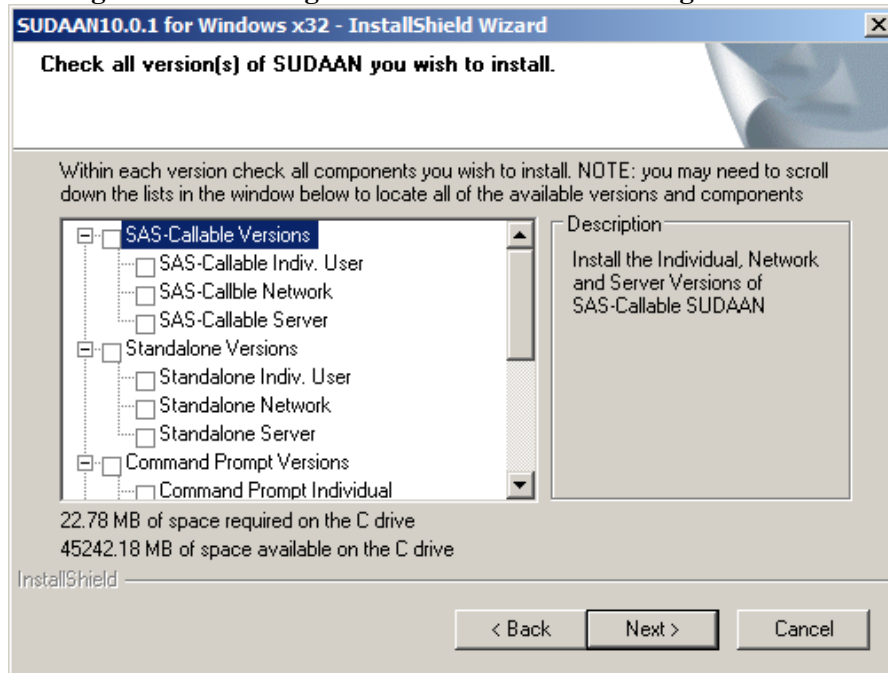 SUDAAN10.0.1 for Windows x32 - InstallShield Wizard
Check all version(s) of SUDAAN you wish to install.
Within each version check all components you wish to install. NOTE: you may need to scroll
down the lists in the window below to locate all of the available versions and components
SAS-Callable Versions
SAS-Callable Indiv. User
SAS-Callble Network
SAS-Callable Server
Standalone Versions
Standalone Indiv. User
Standalone Network
Standalone Server
Command Prompt Versions
Command Prompt Individual
Description
Install the Individual, Network
and Server Versions of
SAS-Callable SUDAAN
22.78 MB of space required on the C drive
45242.18 MB of space available on the C drive
InstallShield
< Back
Next >
Cancel